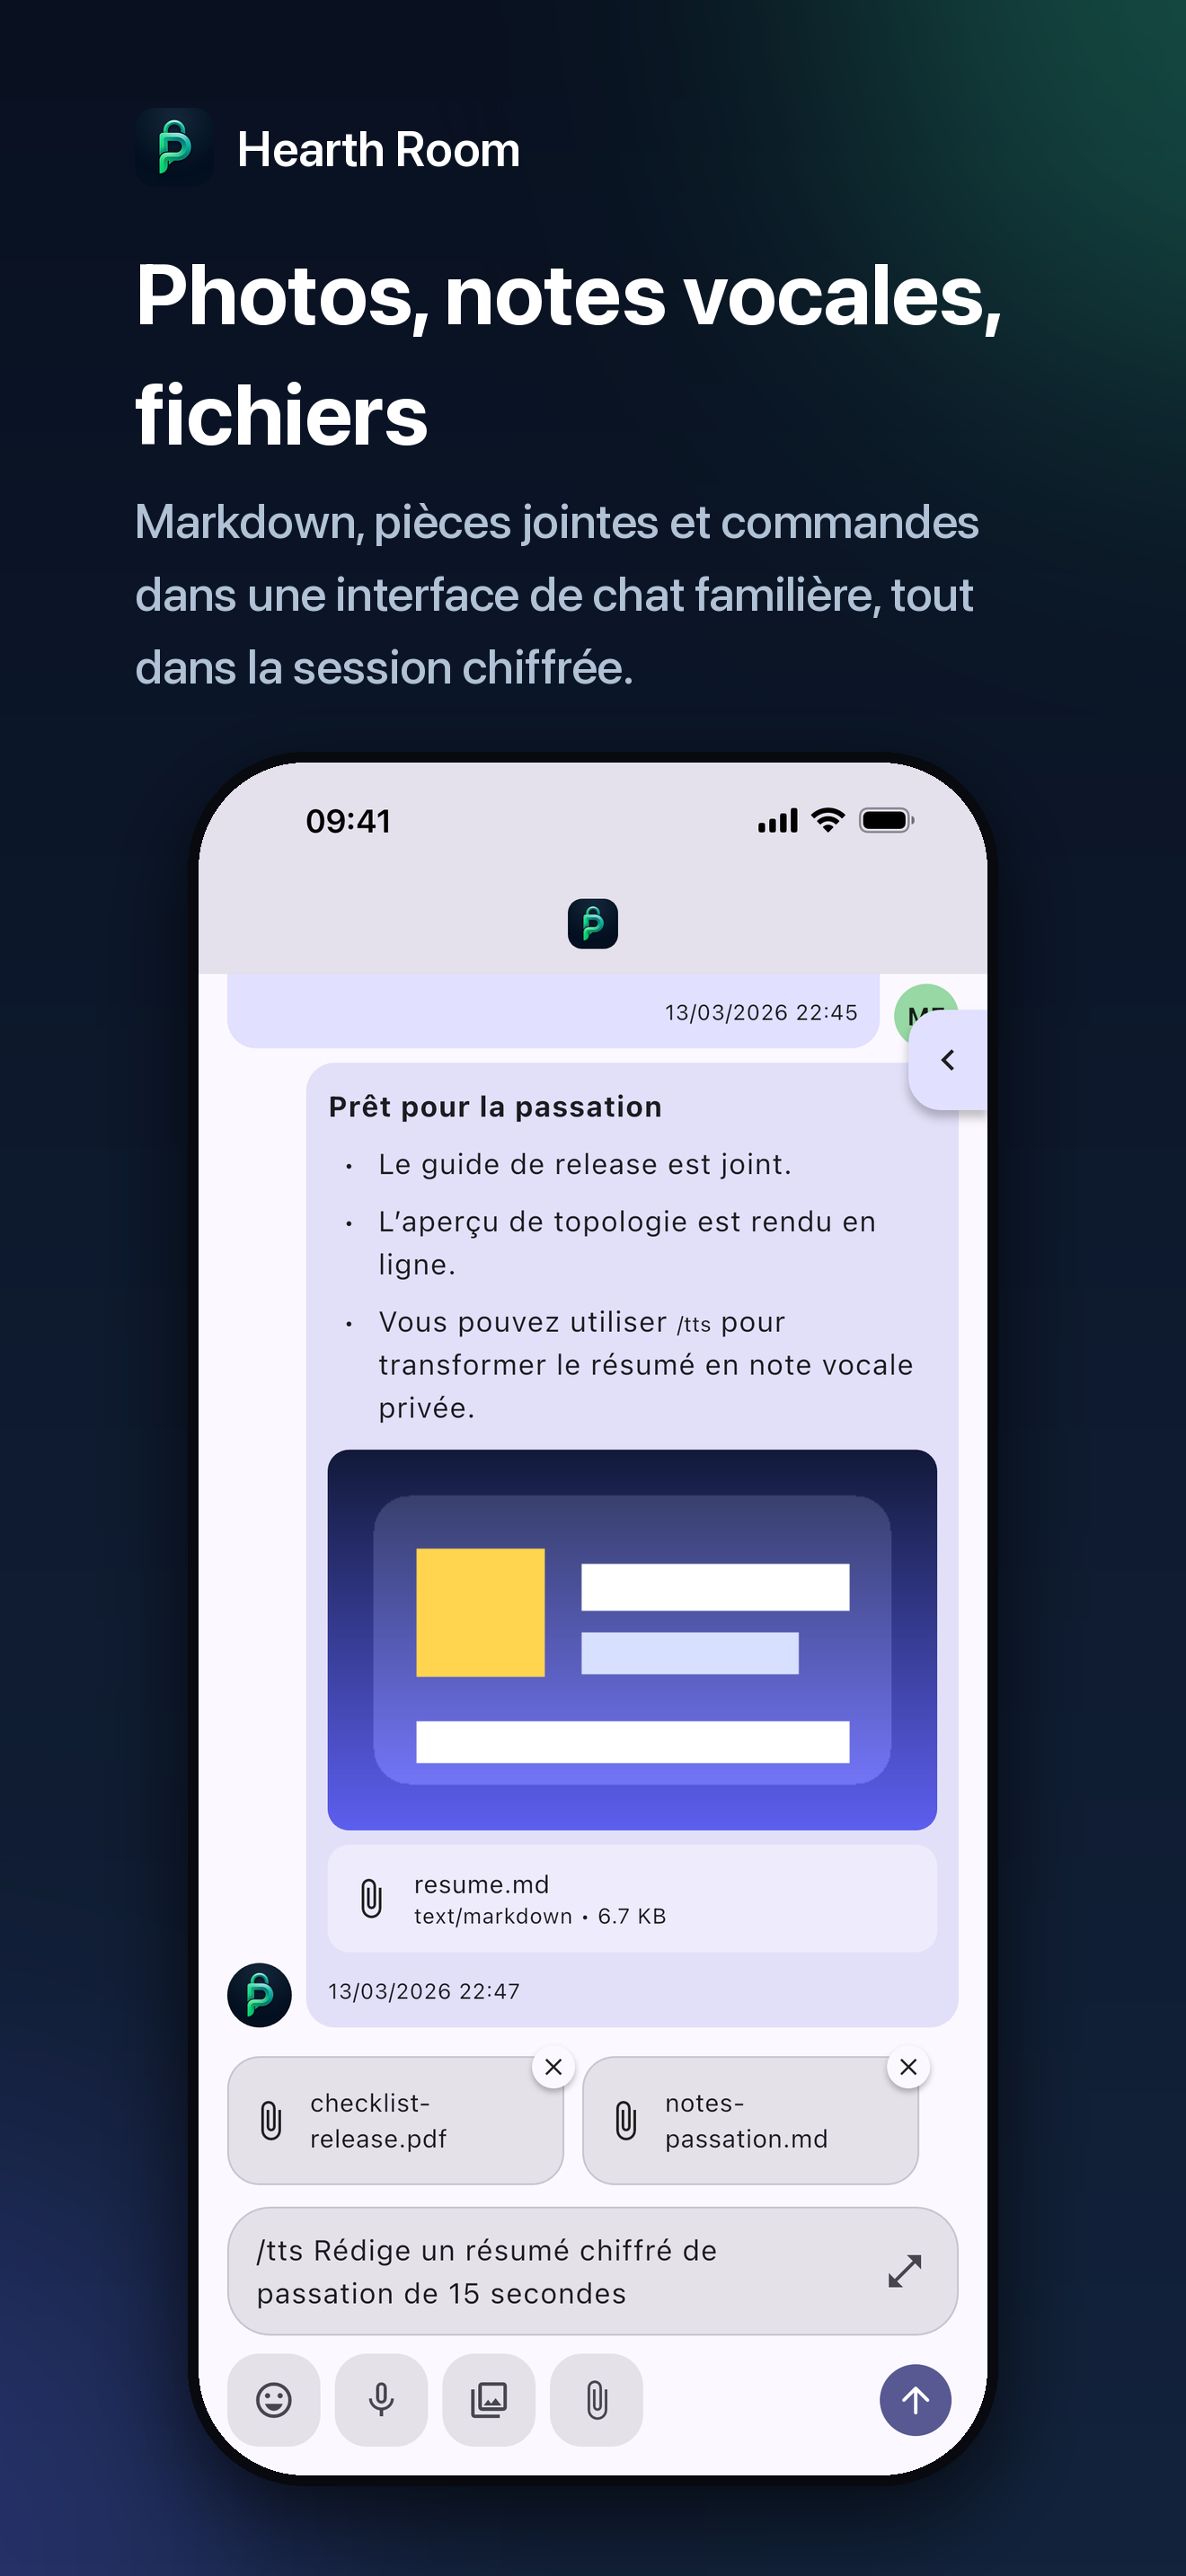 Hearth Room
Photos, notes vocales,
fichiers
Markdown, pièces jointes et commandes
dans une interface de chat familière, tout
dans la session chiffrée.
09:41
13/03/2026 22:45
Prêt pour la passation
• Le guide de release est joint.
• L’aperçu de topologie est rendu en
ligne.
• Vous pouvez utiliser /tts pour
transformer le résumé en note vocale
privée.
resume.md
text/markdown • 6.7 KB
13/03/2026 22:47
checklist-
release.pdf
notes-
passation.md
/tts Rédige un résumé chiffré de
passation de 15 secondes